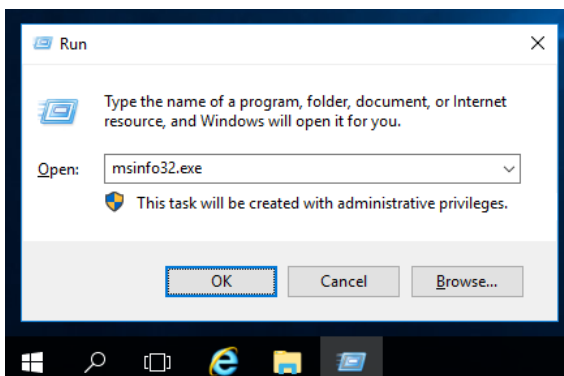 Run
Type the name of a program, folder, document, or Internet
resource, and Windows will open it for you.
Open: msinfo32.exe
This task will be created with administrative privileges.
OK Cancel Browse...